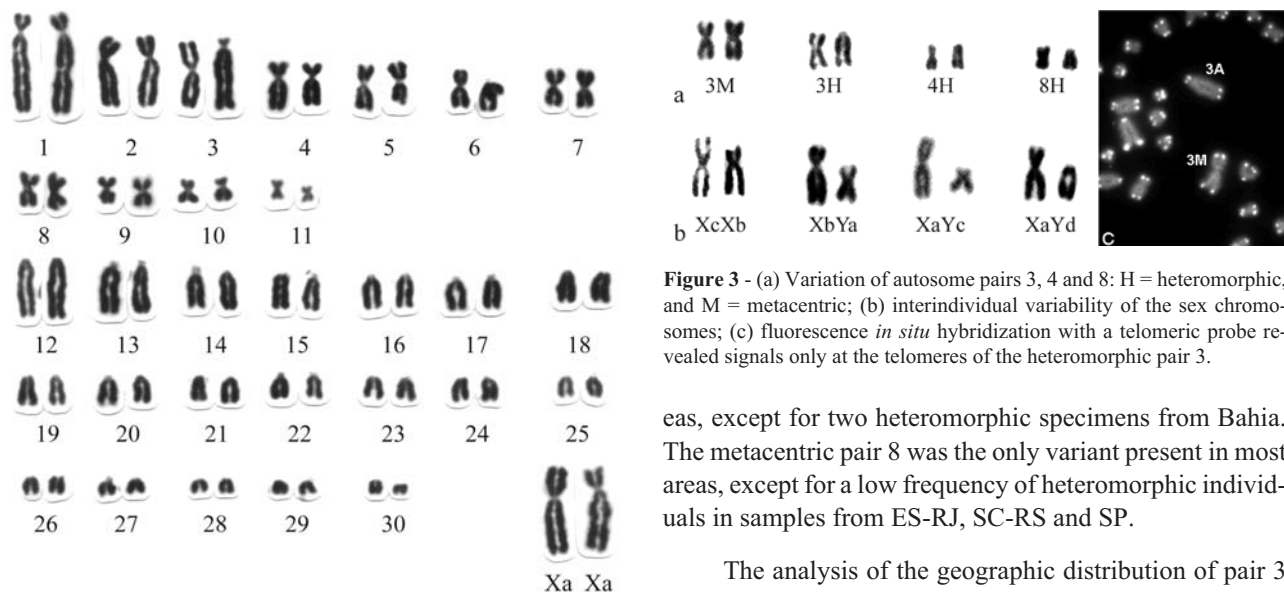 1 2 3 4 5 6 7
8 9 10 11
12 13 14 15 16 17 18
19 20 21 22 23 24 25
26 27 28 29 30
Xa Xa
a 3M 3H 4H 8H
b XcXb XbYa XaYc XaYd
3A
3M
C
Figure 3 - (a) Variation of autosome pairs 3, 4 and 8: H = heteromorphic,
and M = metacentric; (b) interindividual variability of the sex chromo-
somes; (c) fluorescence in situ hybridization with a telomeric probe re-
vealed signals only at the telomeres of the heteromorphic pair 3.
eas, except for two heteromorphic specimens from Bahia.
The metacentric pair 8 was the only variant present in most
areas, except for a low frequency of heteromorphic individ-
uals in samples from ES-RJ, SC-RS and SP.
The analysis of the geographic distribution of pair 3